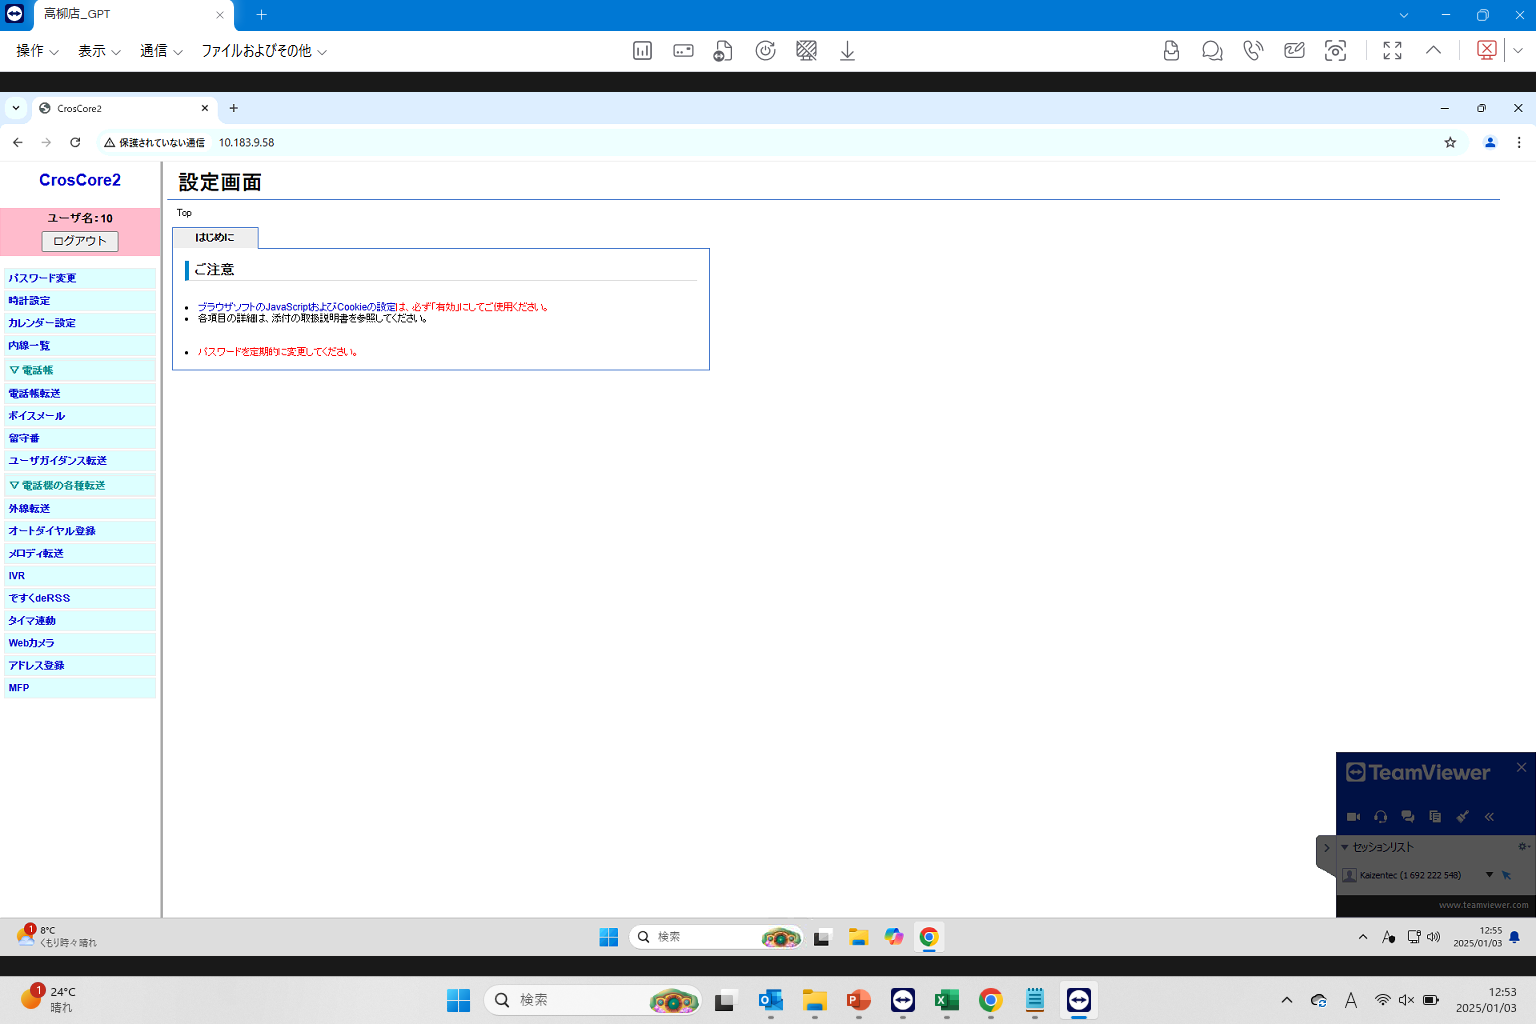 高柳店_GPT
操作
表示
通信
ファイルおよびその他
CrosCore2
保護されていない通信
10.183.9.58
CrosCore2
ユーザ名:10
ログアウト
パスワード変更
時計設定
カレンダー設定
内線一覧
▽ 電話帳
電話帳転送
ボイスメール
留守番
ユーザガイダンス転送
▽ 電話機の各種転送
外線転送
オートダイヤル登録
メロディ転送
IVR
ですくdeRSS
タイマ連動
Webカメラ
アドレス登録
MFP
設定画面
Top
はじめに
ご注意
ブラウザソフトのJavaScriptおよびCookieの設定は、必ず「有効」にしてご使用ください。
各項目の詳細は、添付の取扱説明書を参照してください。
パスワードを定期的に変更してください。
TeamViewer
セッションリスト
Kaizentec (1 692 222 548)
www.teamviewer.com
1
8°C
くもり時々晴れ
検索
12:55
2025/01/03
1
24°C
晴れ
検索
12:53
2025/01/03